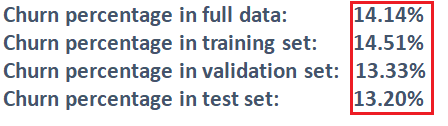 Churn percentage in full data: 14.14%
Churn percentage in training set: 14.51%
Churn percentage in validation set: 13.33%
Churn percentage in test set: 13.20%